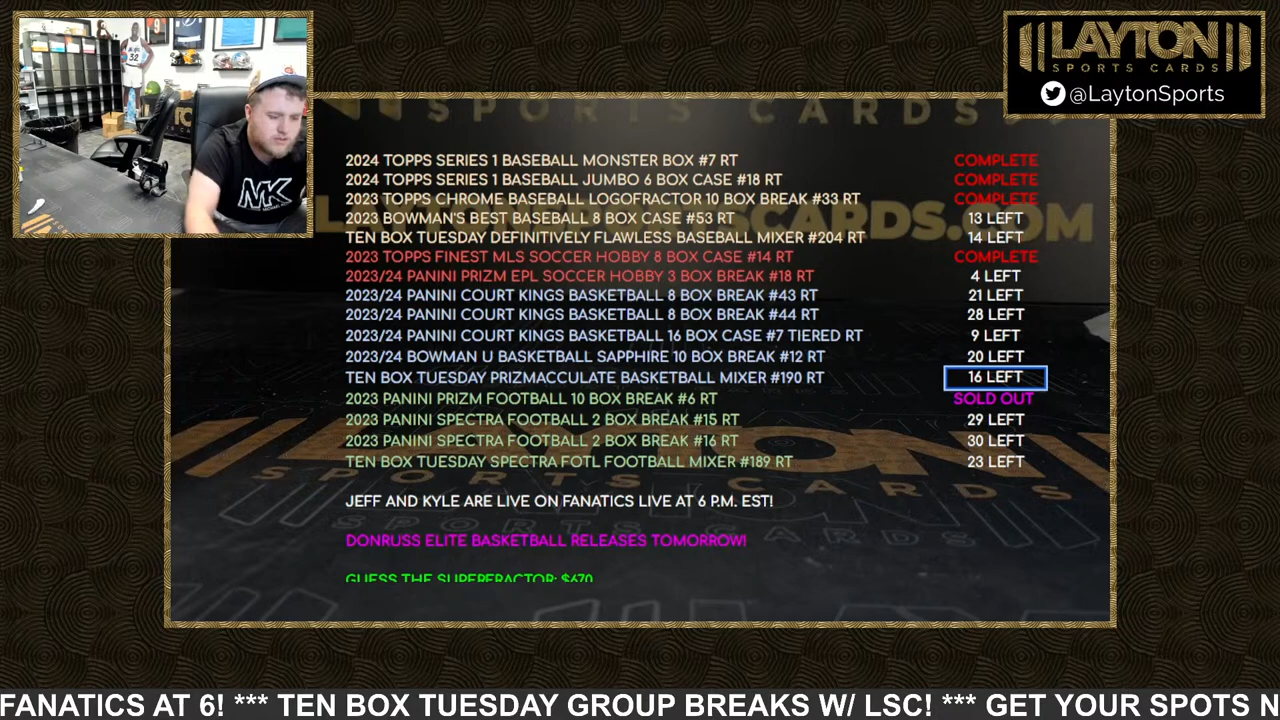 LAYTON
SPORTS CARDS
@LaytonSports
SPORTS CARDS
32
MK
2024 TOPPS SERIES 1 BASEBALL MONSTER BOX #7 RT COMPLETE
2024 TOPPS SERIES 1 BASEBALL JUMBO 6 BOX CASE #18 RT COMPLETE
2023 TOPPS CHROME BASEBALL LOGOFRACTOR 10 BOX BREAK #33 RT COMPLETE
2023 BOWMAN'S BEST BASEBALL 8 BOX CASE #53 RT 13 LEFT
CARDS.COM
TEN BOX TUESDAY DEFINITIVELY FLAWLESS BASEBALL MIXER #204 RT 14 LEFT
2023 TOPPS FINEST MLS SOCCER HOBBY 8 BOX CASE #14 RT COMPLETE
2023/24 PANINI PRIZM EPL SOCCER HOBBY 3 BOX BREAK #18 RT 4 LEFT
2023/24 PANINI COURT KINGS BASKETBALL 8 BOX BREAK #43 RT 21 LEFT
2023/24 PANINI COURT KINGS BASKETBALL 8 BOX BREAK #44 RT 28 LEFT
2023/24 PANINI COURT KINGS BASKETBALL 16 BOX CASE #7 TIERED RT 9 LEFT
2023/24 BOWMAN U BASKETBALL SAPPHIRE 10 BOX BREAK #12 RT 20 LEFT
TEN BOX TUESDAY PRIZMACCULATE BASKETBALL MIXER #190 RT 16 LEFT
2023 PANINI PRIZM FOOTBALL 10 BOX BREAK #6 RT SOLD OUT
2023 PANINI SPECTRA FOOTBALL 2 BOX BREAK #15 RT 29 LEFT
2023 PANINI SPECTRA FOOTBALL 2 BOX BREAK #16 RT 30 LEFT
TEN BOX TUESDAY SPECTRA FOTL FOOTBALL MIXER #189 RT 23 LEFT
LAYTON
SPORTS CARDS
JEFF AND KYLE ARE LIVE ON FANATICS LIVE AT 6 P.M. EST!
DONRUSS ELITE BASKETBALL RELEASES TOMORROW!
GUESS THE SUPERFRACTOR: $670
FANATICS AT 6! *** TEN BOX TUESDAY GROUP BREAKS W/ LSC! *** GET YOUR SPOTS N